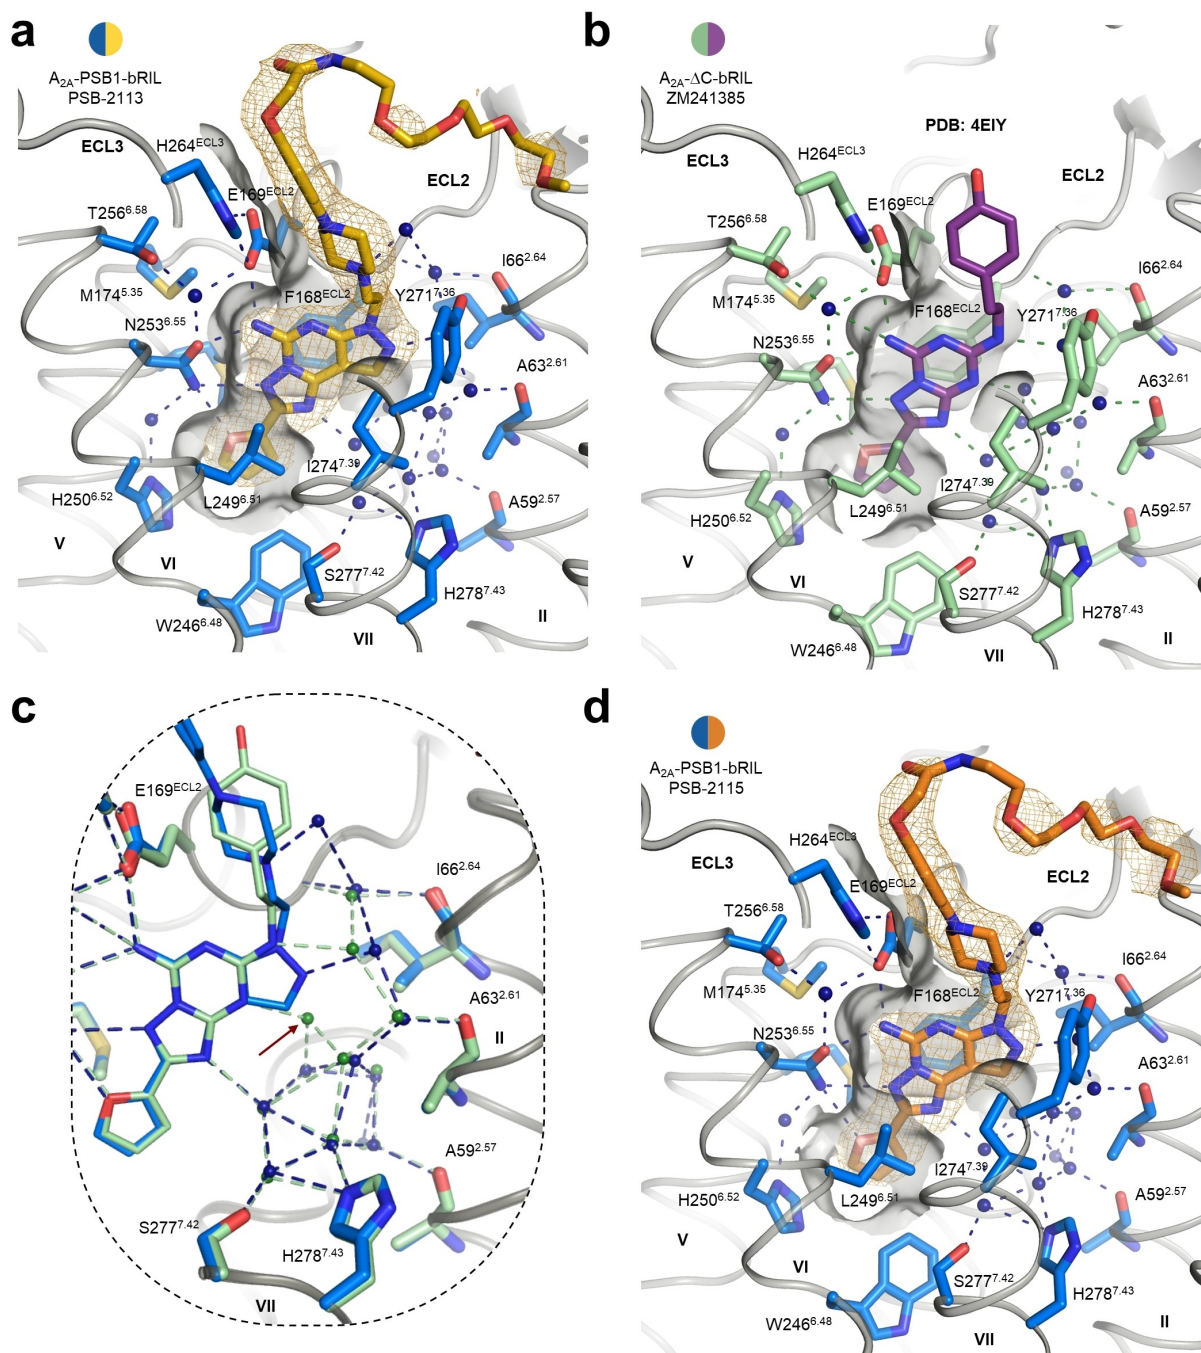 a
A2A-PSB1-bRIL
PSB-2113
ECL3
H264ECL3
E169ECL2
ECL2
T2566.58
M1745.35
F168ECL2
Y2717.36
I662.64
N2536.55
A632.61
I2747.39
H2506.52
L2496.51
A592.57
V
VI
S2777.42
H2787.43
W2466.48
VII
II
b
A2A-ΔC-bRIL
ZM241385
PDB: 4EIY
ECL3
H264ECL3
E169ECL2
ECL2
T2566.58
M1745.35
F168ECL2
Y2717.36
I662.64
N2536.55
A632.61
I2747.39
H2506.52
L2496.51
A592.57
V
VI
S2777.42
H2787.43
W2466.48
VII
II
c
E169ECL2
I662.64
A632.61
II
A592.57
S2777.42
H2787.43
VII
d
A2A-PSB1-bRIL
PSB-2115
ECL3
H264ECL3
E169ECL2
ECL2
T2566.58
M1745.35
F168ECL2
Y2717.36
I662.64
N2536.55
A632.61
I2747.39
H2506.52
L2496.51
A592.57
V
VI
S2777.42
H2787.43
W2466.48
VII
II